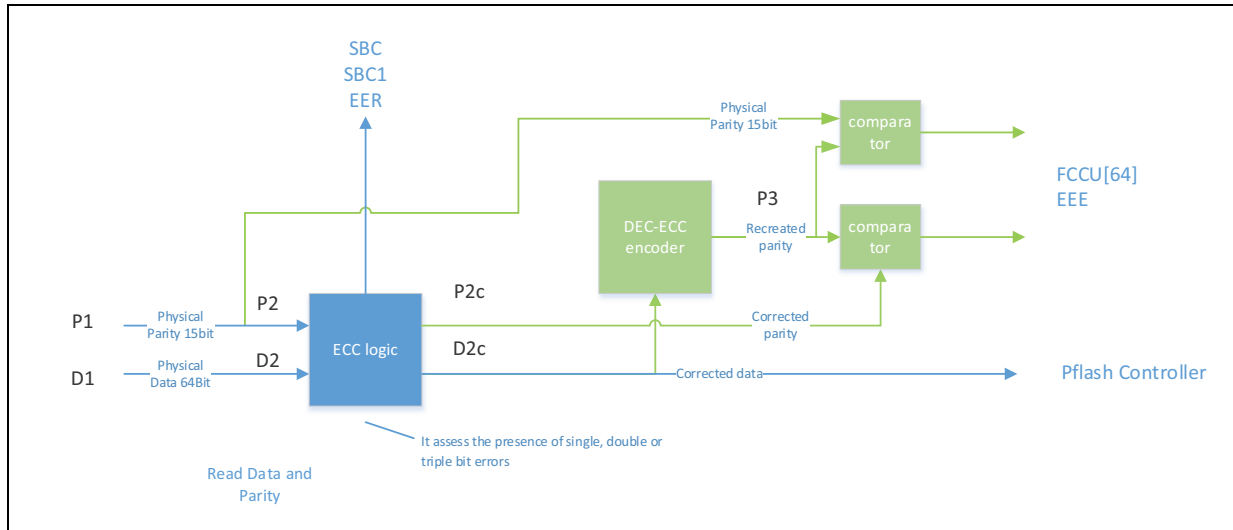 SBC
SBC1
EER
Physical
Parity 15bit
compara
tor
FCCU[64]
EEE
DEC-ECC
encoder
P3
Recreated
parity
compara
tor
P1
Physical
Parity 15bit
P2
P2c
Corrected
parity
ECC logic
D1
Physical
Data 64Bit
D2
D2c
Corrected data
Pflash Controller
It assess the presence of single, double or
triple bit errors
Read Data and
Parity